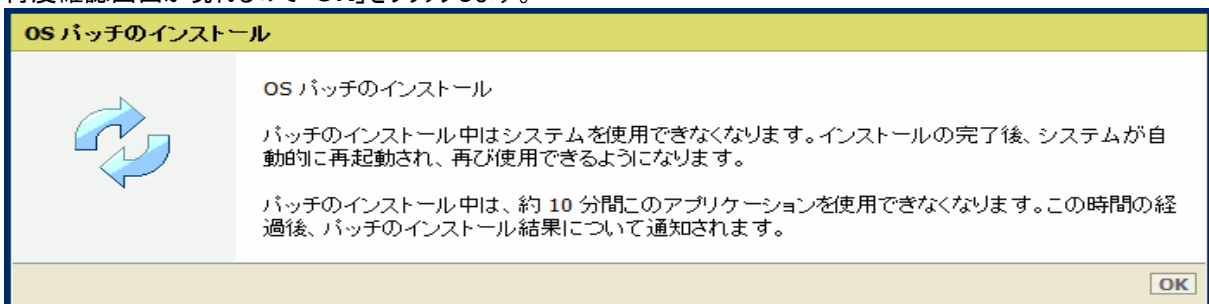 OS パッチのインストール
OS パッチのインストール
パッチのインストール中はシステムを使用できなくなります。インストールの完了後、システムが自
動的に再起動され、再び使用できるようになります。
パッチのインストール中は、約 10 分間このアプリケーションを使用できなくなります。この時間の経
過後、パッチのインストール結果について通知されます。
OK